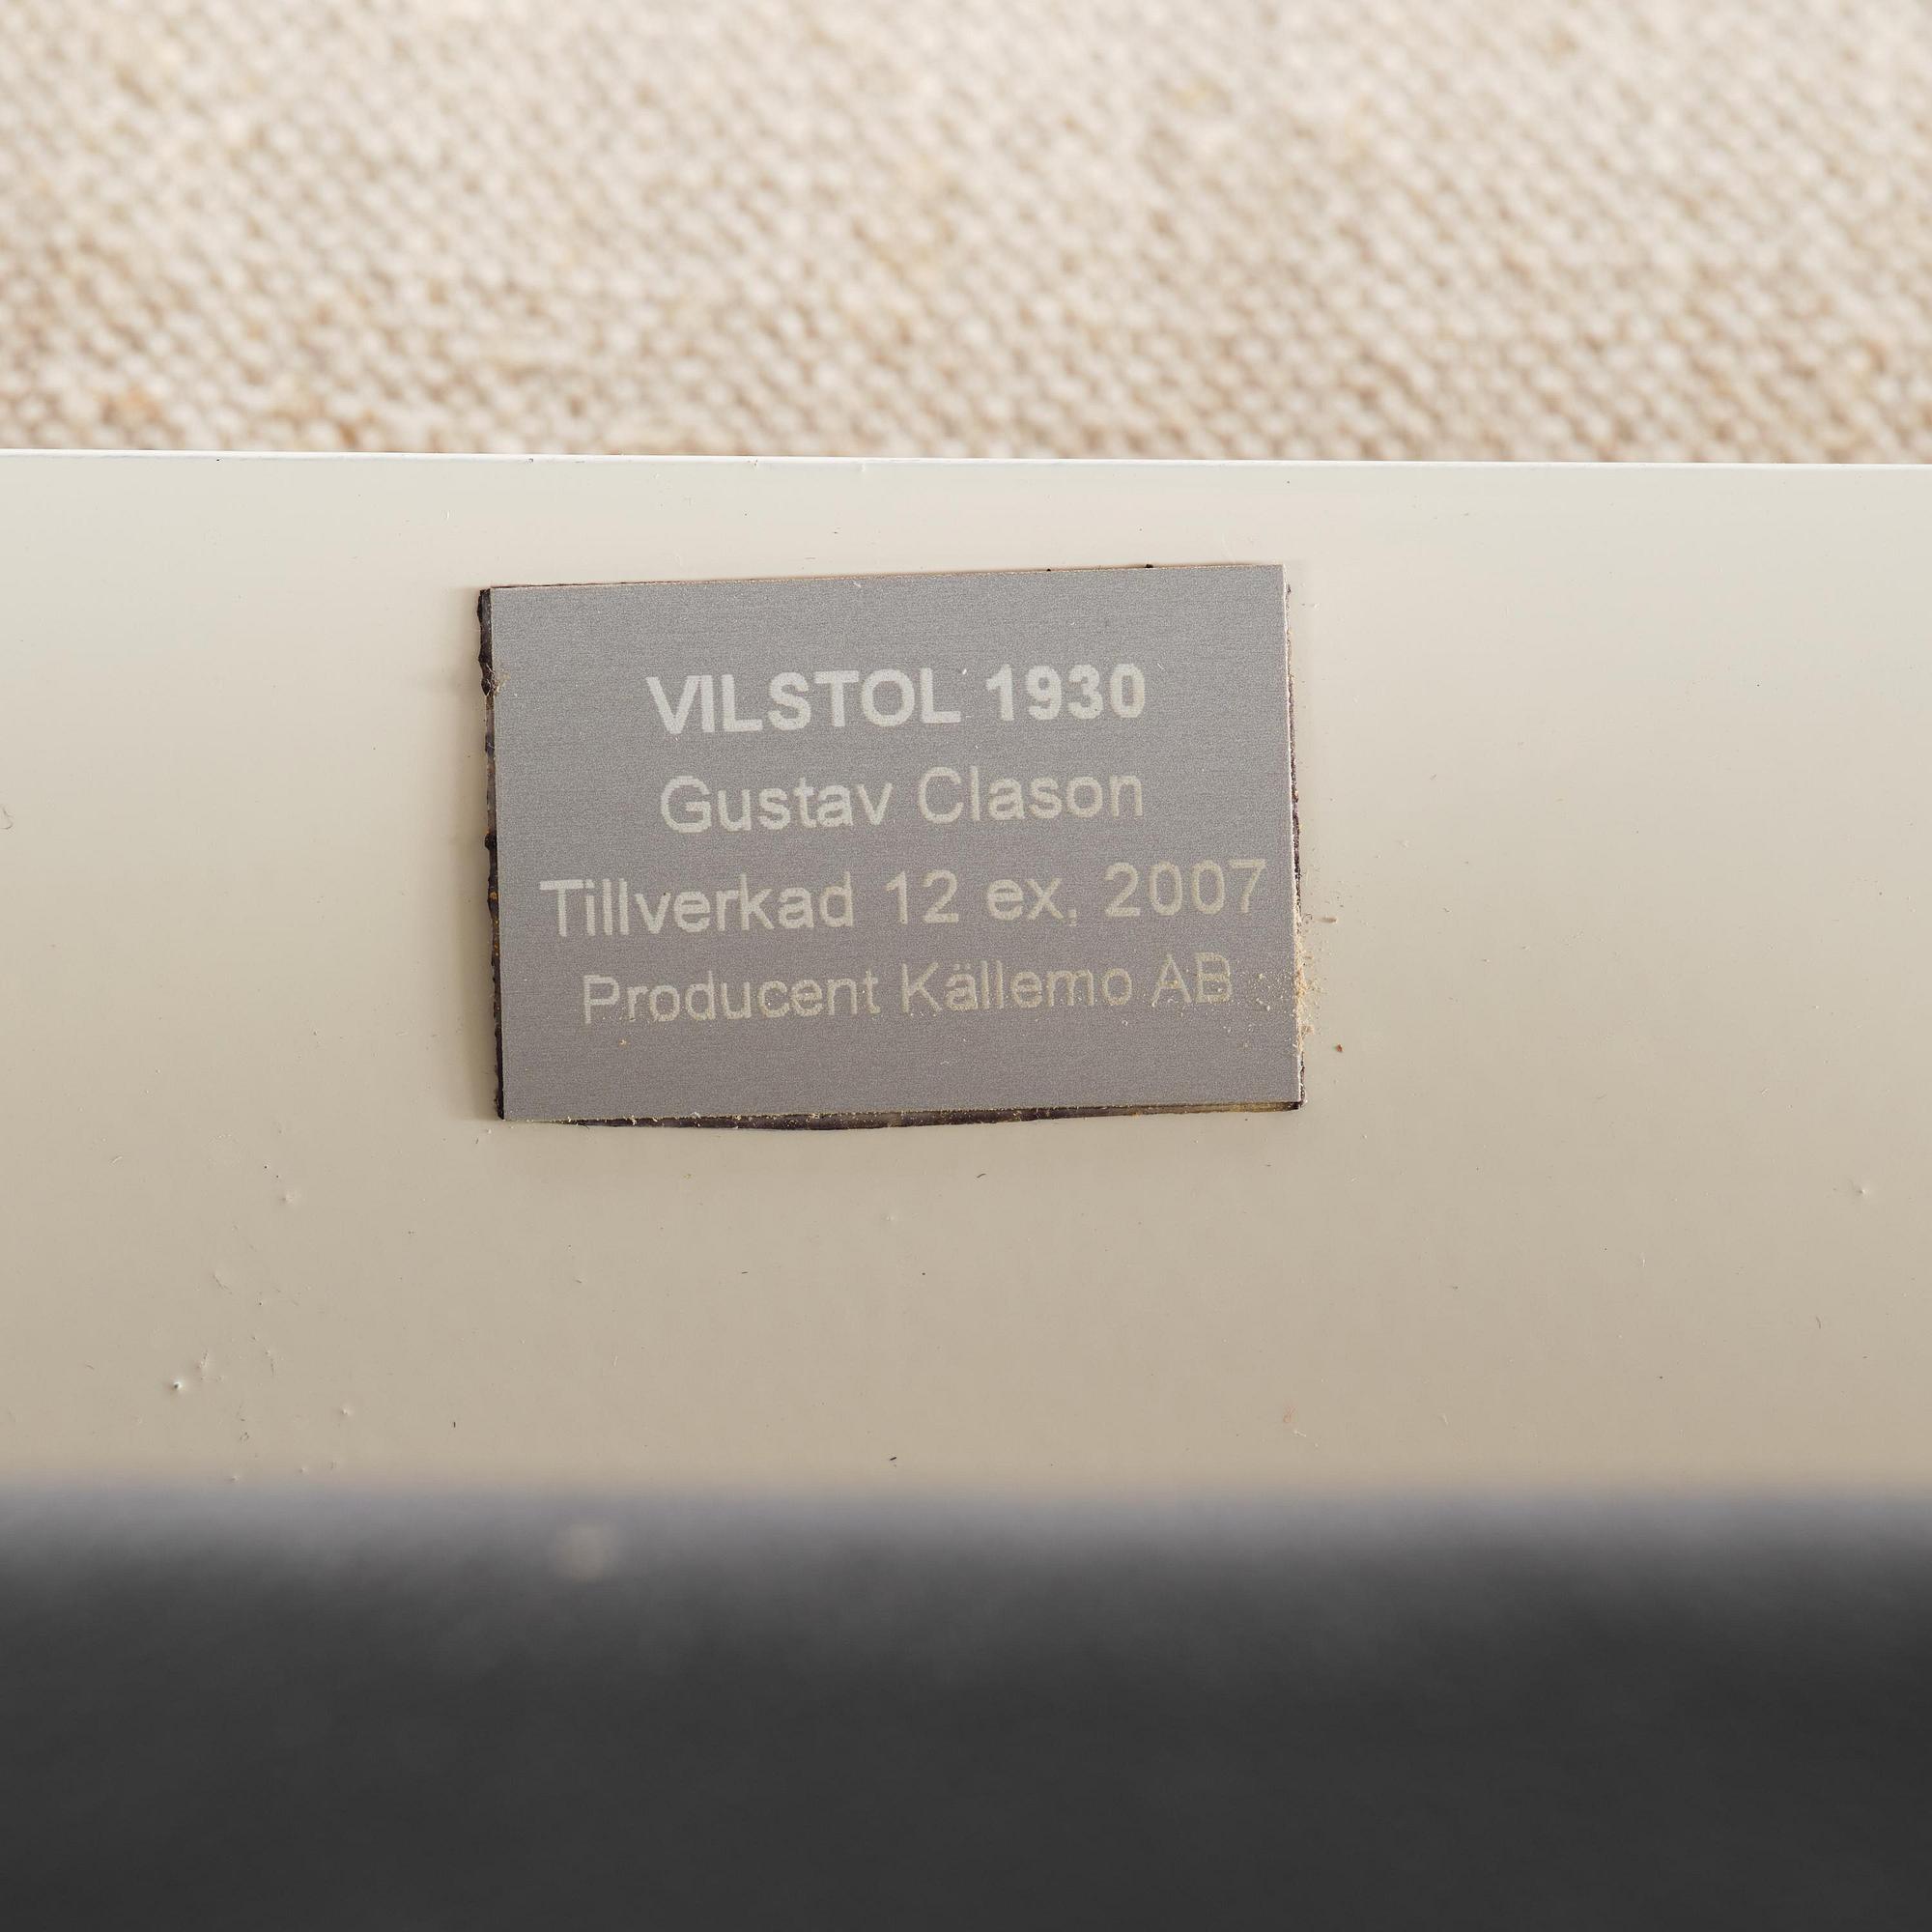 VILSTOL 1930
Gustav Clason
Tillverkad 12 ex, 2007
Producent Källemo AB